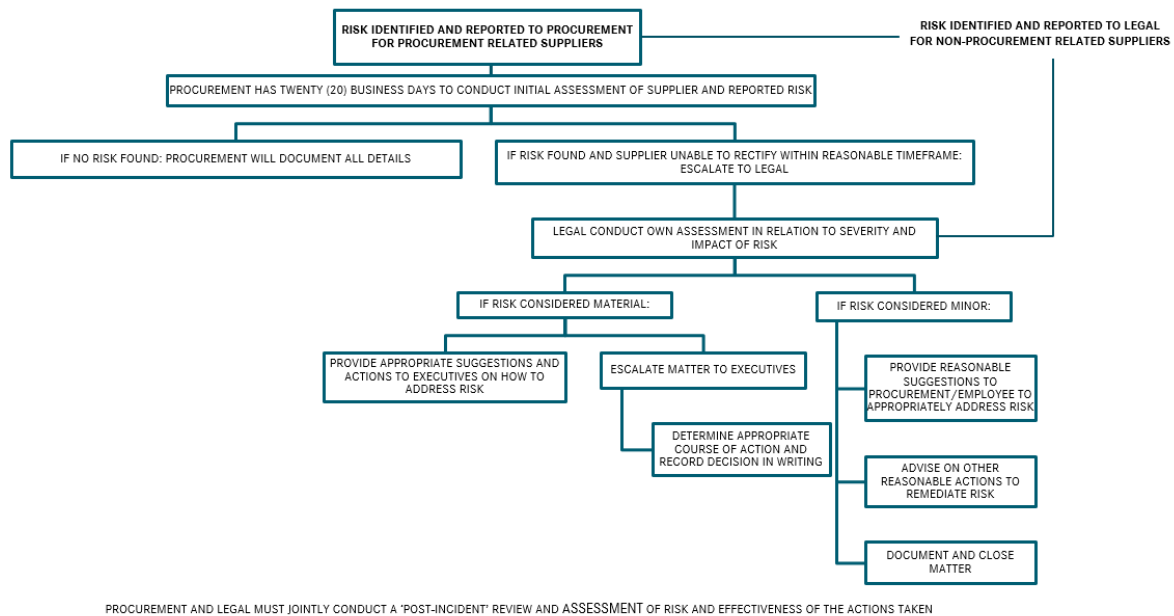 RISK IDENTIFIED AND REPORTED TO PROCUREMENT
FOR PROCUREMENT RELATED SUPPLIERS
RISK IDENTIFIED AND REPORTED TO LEGAL
FOR NON-PROCUREMENT RELATED SUPPLIERS
PROCUREMENT HAS TWENTY (20) BUSINESS DAYS TO CONDUCT INITIAL ASSESSMENT OF SUPPLIER AND REPORTED RISK
IF NO RISK FOUND: PROCUREMENT WILL DOCUMENT ALL DETAILS
IF RISK FOUND AND SUPPLIER UNABLE TO RECTIFY WITHIN REASONABLE TIMEFRAME:
ESCALATE TO LEGAL
LEGAL CONDUCT OWN ASSESSMENT IN RELATION TO SEVERITY AND
IMPACT OF RISK
IF RISK CONSIDERED MATERIAL:
IF RISK CONSIDERED MINOR:
PROVIDE APPROPRIATE SUGGESTIONS AND
ACTIONS TO EXECUTIVES ON HOW TO
ADDRESS RISK
ESCALATE MATTER TO EXECUTIVES
DETERMINE APPROPRIATE
COURSE OF ACTION AND
RECORD DECISION IN WRITING
PROVIDE REASONABLE
SUGGESTIONS TO
PROCUREMENT/EMPLOYEE TO
APPROPRIATELY ADDRESS RISK
ADVISE ON OTHER
REASONABLE ACTIONS TO
REMEDIATE RISK
DOCUMENT AND CLOSE
MATTER
PROCUREMENT AND LEGAL MUST JOINTLY CONDUCT A 'POST-INCIDENT' REVIEW AND ASSESSMENT OF RISK AND EFFECTIVENESS OF THE ACTIONS TAKEN